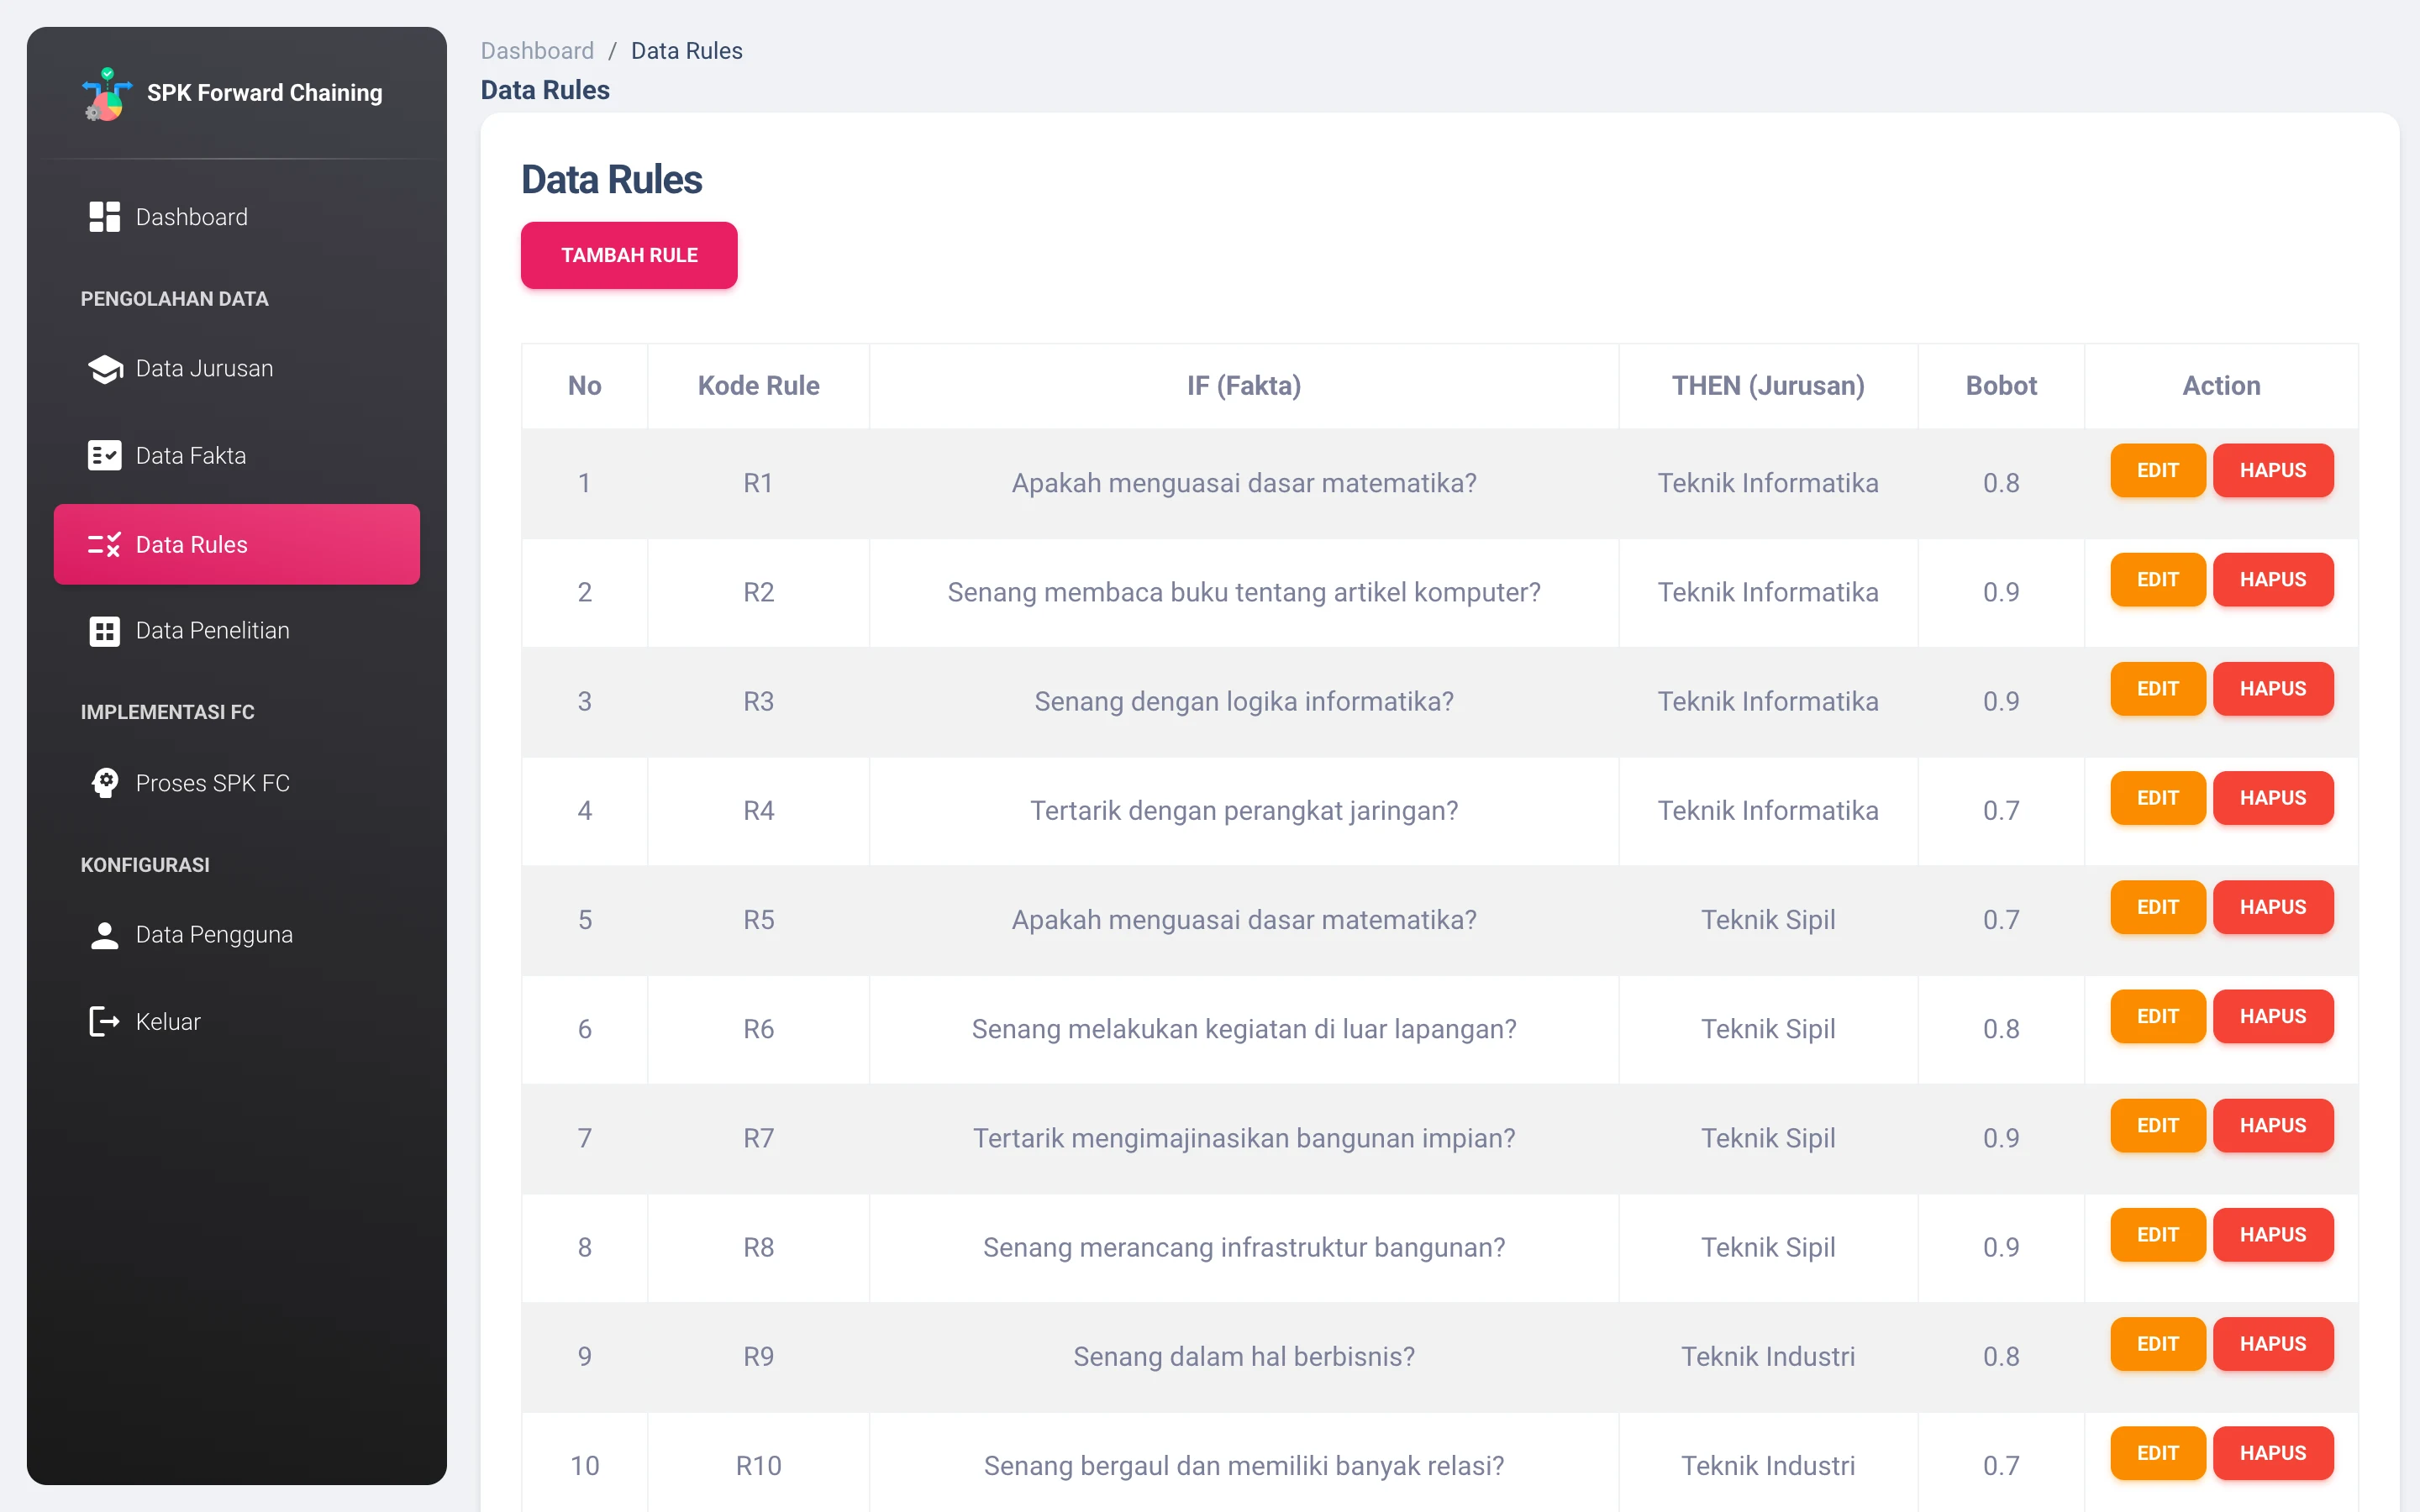 SPK Forward Chaining
Dashboard
PENGOLAHAN DATA
Data Jurusan
Data Fakta
Data Rules
Data Penelitian
IMPLEMENTASI FC
Proses SPK FC
KONFIGURASI
Data Pengguna
Keluar
Dashboard / Data Rules
Data Rules
Data Rules
TAMBAH RULE
No Kode Rule IF (Fakta) THEN (Jurusan) Bobot Action
1 R1 Apakah menguasai dasar matematika? Teknik Informatika 0.8 EDIT HAPUS
2 R2 Senang membaca buku tentang artikel komputer? Teknik Informatika 0.9 EDIT HAPUS
3 R3 Senang dengan logika informatika? Teknik Informatika 0.9 EDIT HAPUS
4 R4 Tertarik dengan perangkat jaringan? Teknik Informatika 0.7 EDIT HAPUS
5 R5 Apakah menguasai dasar matematika? Teknik Sipil 0.7 EDIT HAPUS
6 R6 Senang melakukan kegiatan di luar lapangan? Teknik Sipil 0.8 EDIT HAPUS
7 R7 Tertarik mengimajinasikan bangunan impian? Teknik Sipil 0.9 EDIT HAPUS
8 R8 Senang merancang infrastruktur bangunan? Teknik Sipil 0.9 EDIT HAPUS
9 R9 Senang dalam hal berbisnis? Teknik Industri 0.8 EDIT HAPUS
10 R10 Senang bergaul dan memiliki banyak relasi? Teknik Industri 0.7 EDIT HAPUS